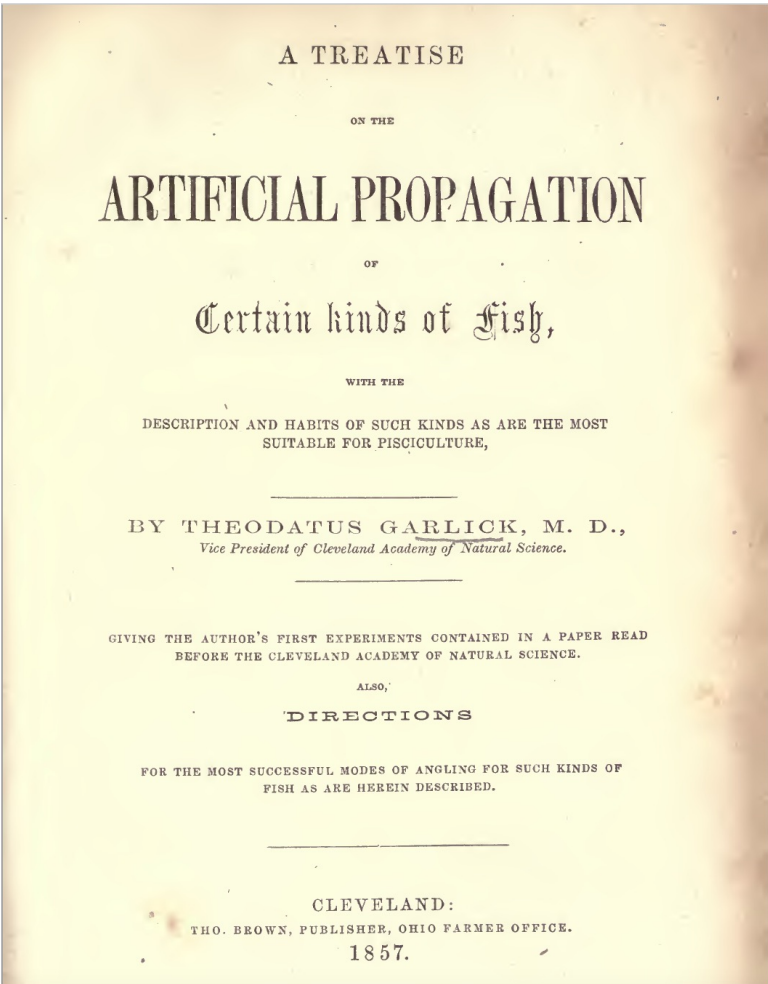 A TREATISE
ON THE
ARTIFICIAL PROPAGATION
OF
Certain kinds of Fish,
WITH THE
DESCRIPTION AND HABITS OF SUCH KINDS AS ARE THE MOST
SUITABLE FOR PISCICULTURE,
BY THEODATUS GARLICK, M. D.,
Vice President of Cleveland Academy of Natural Science.
GIVING THE AUTHOR'S FIRST EXPERIMENTS CONTAINED IN A PAPER READ
BEFORE THE CLEVELAND ACADEMY OF NATURAL SCIENCE.
ALSO,
DIRECTIONS
FOR THE MOST SUCCESSFUL MODES OF ANGLING FOR SUCH KINDS OF
FISH AS ARE HEREIN DESCRIBED.
CLEVELAND:
THO. BROWN, PUBLISHER, OHIO FARMER OFFICE.
1857.